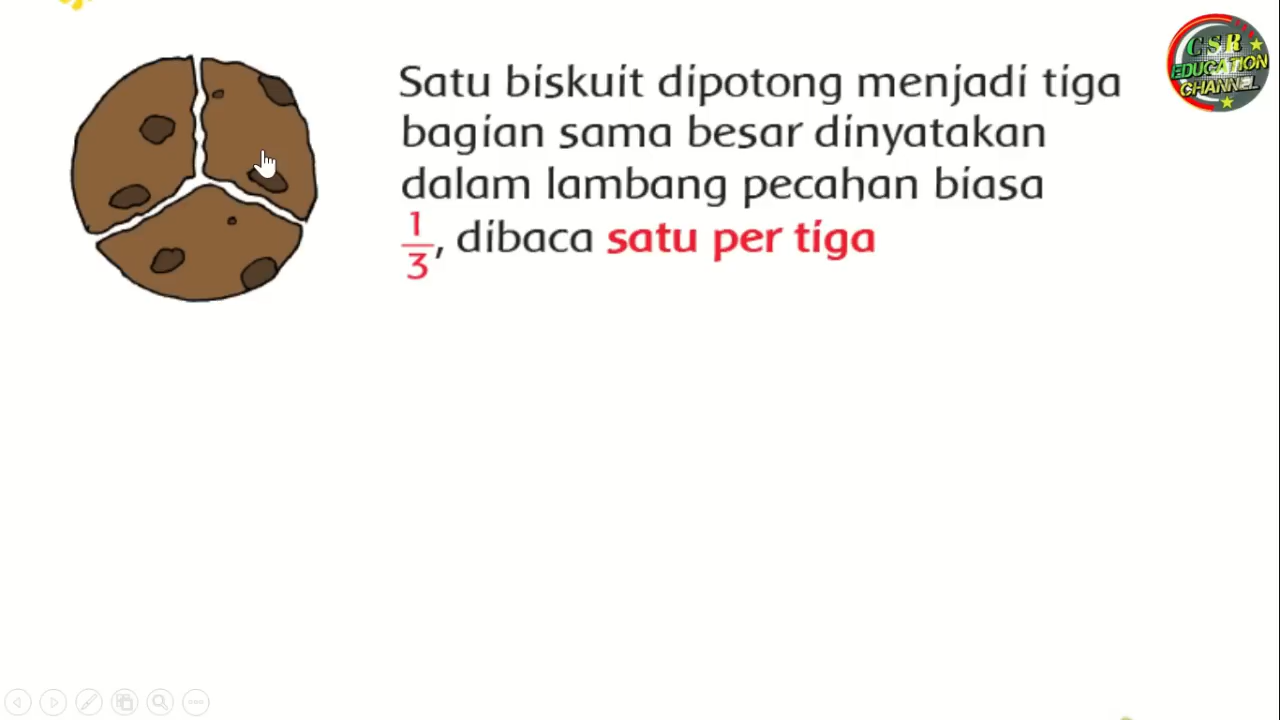 Satu biskuit dipotong menjadi tiga
bagian sama besar dinyatakan
dalam lambang pecahan biasa
1/3, dibaca satu per tiga
CSR
EDUCATION
CHANNEL